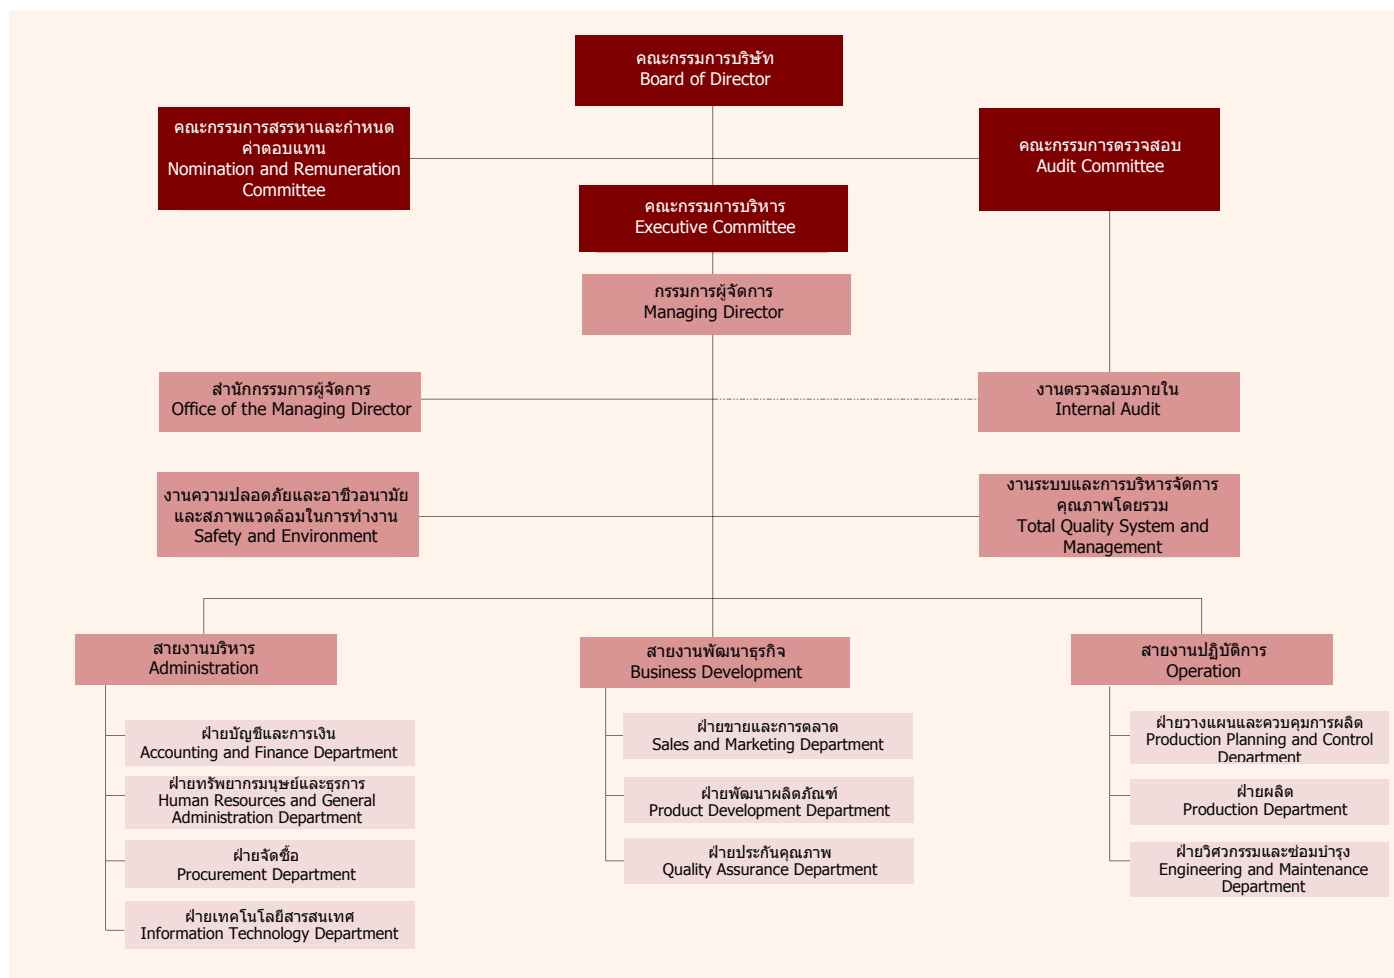 คณะกรรมการบริษัท
Board of Director
คณะกรรมการสรรหาและกำหนด
ค่าตอบแทน
Nomination and Remuneration
Committee
คณะกรรมการตรวจสอบ
Audit Committee
คณะกรรมการบริหาร
Executive Committee
กรรมการผู้จัดการ
Managing Director
สำนักกรรมการผู้จัดการ
Office of the Managing Director
งานตรวจสอบภายใน
Internal Audit
งานความปลอดภัยและอาชีวอนามัย
และสภาพแวดล้อมในการทำงาน
Safety and Environment
งานระบบและการบริหารจัดการ
คุณภาพโดยรวม
Total Quality System and
Management
สายงานบริหาร
Administration
ฝ่ายบัญชีและการเงิน
Accounting and Finance Department
ฝ่ายทรัพยากรมนุษย์และธุรการ
Human Resources and General
Administration Department
ฝ่ายจัดซื้อ
Procurement Department
ฝ่ายเทคโนโลยีสารสนเทศ
Information Technology Department
สายงานพัฒนาธุรกิจ
Business Development
ฝ่ายขายและการตลาด
Sales and Marketing Department
ฝ่ายพัฒนาผลิตภัณฑ์
Product Development Department
ฝ่ายประกันคุณภาพ
Quality Assurance Department
สายงานปฏิบัติการ
Operation
ฝ่ายวางแผนและควบคุมการผลิต
Production Planning and Control
Department
ฝ่ายผลิต
Production Department
ฝ่ายวิศวกรรมและซ่อมบำรุง
Engineering and Maintenance
Department